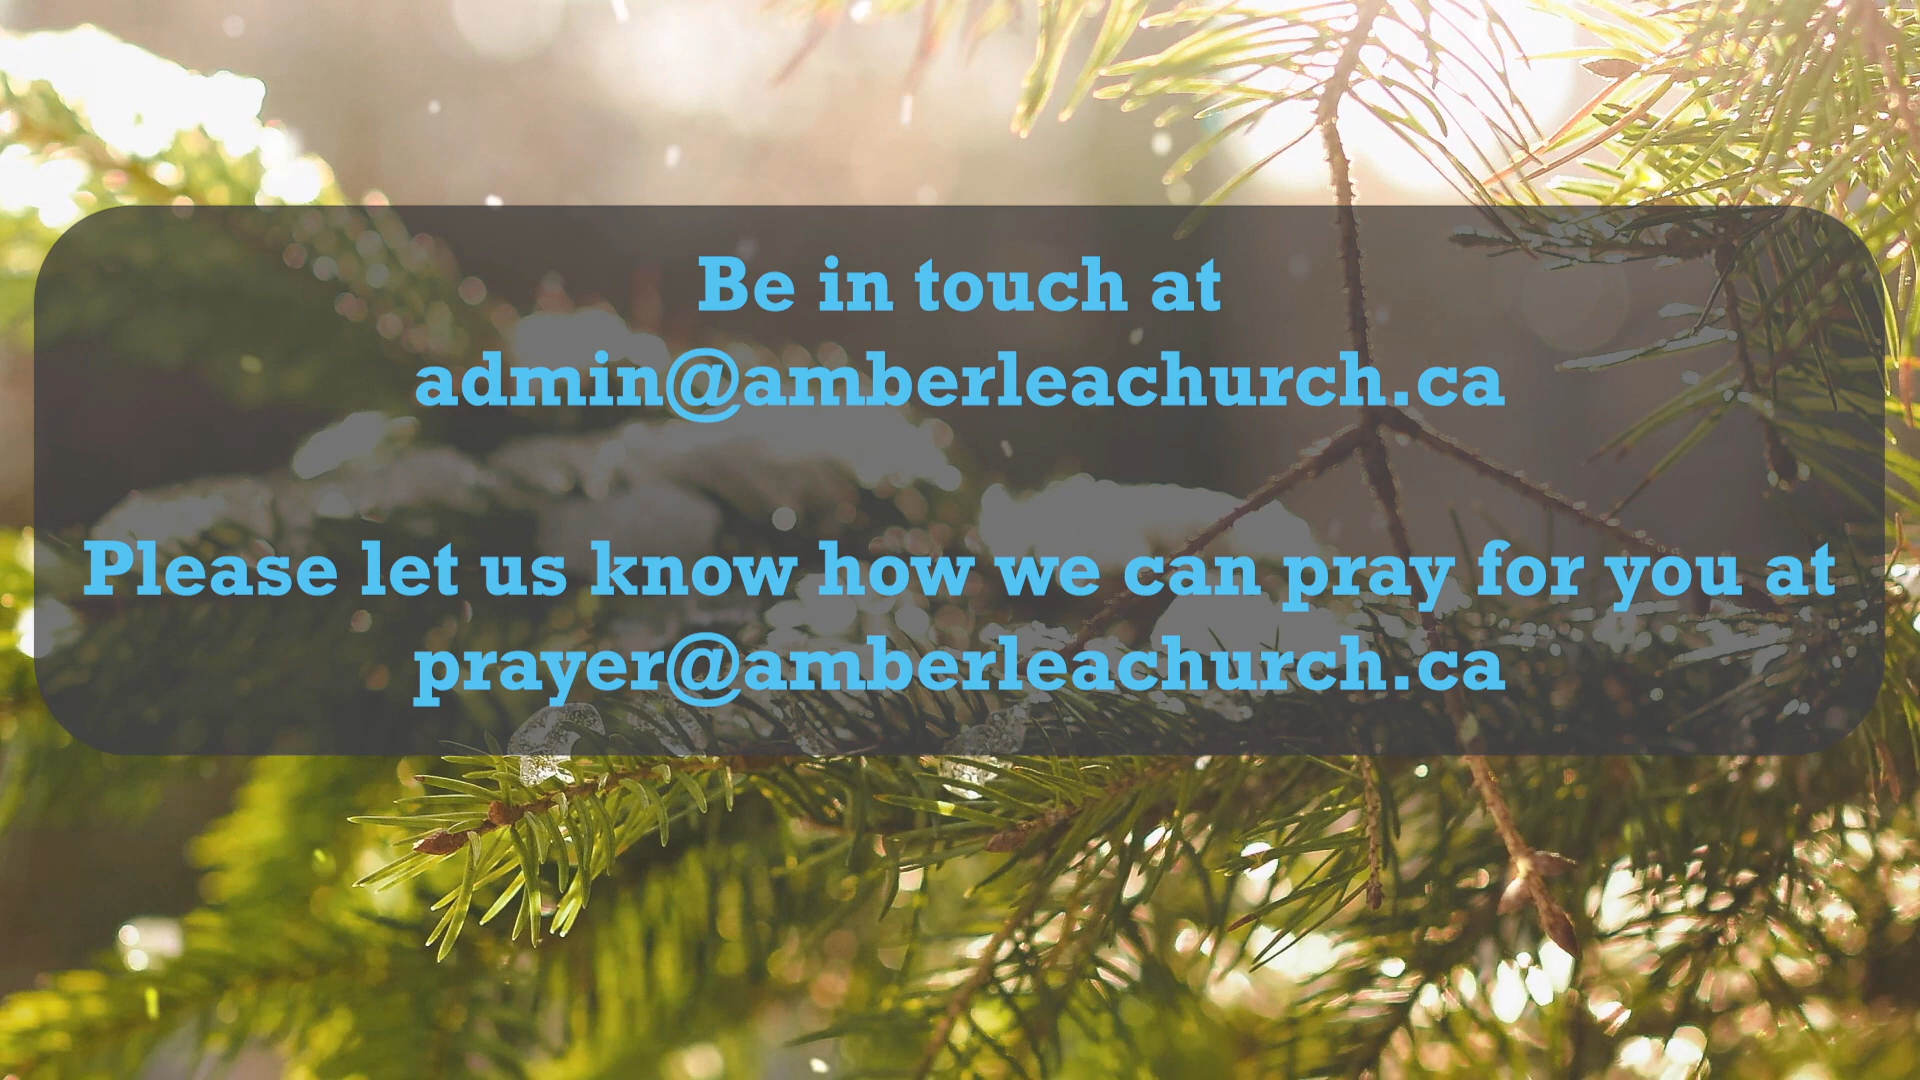 Be in touch at
admin@amberleachurch.ca
Please let us know how we can pray for you at
prayer@amberleachurch.ca